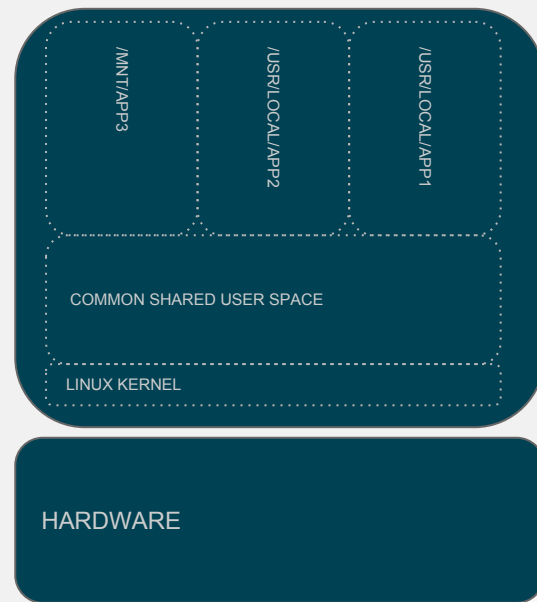 /MNT/APP3
/USR/LOCAL/APP2
/USR/LOCAL/APP1
COMMON SHARED USER SPACE
LINUX KERNEL
HARDWARE